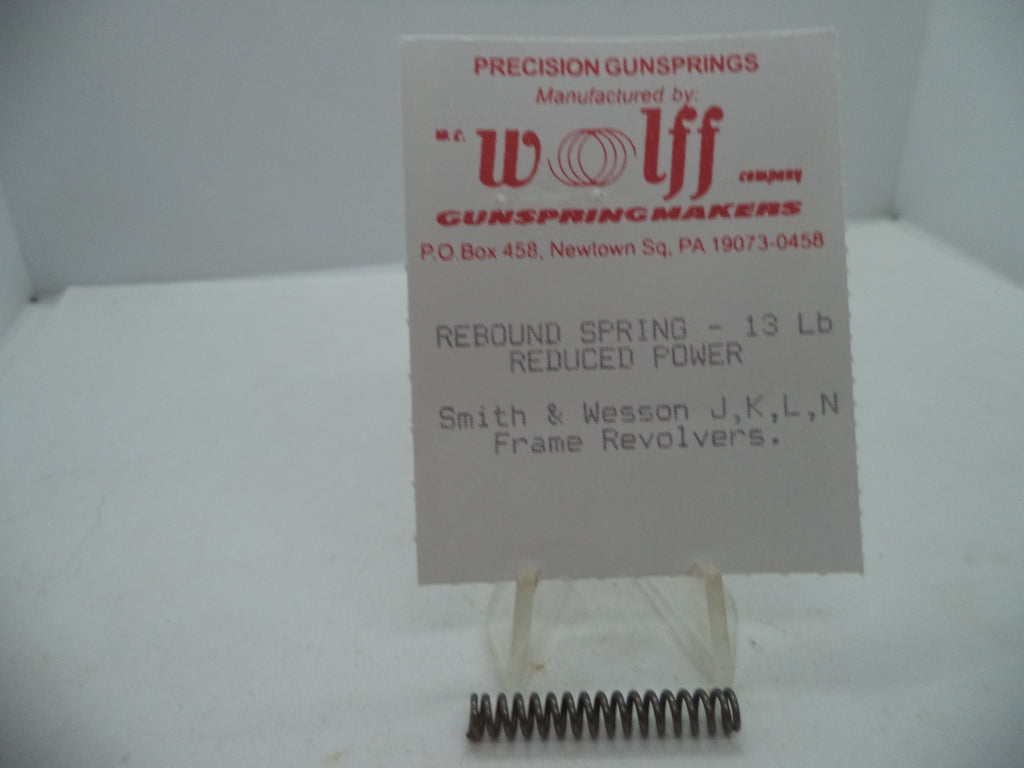 PRECISION GUNSPRINGS
Manufactured by:
W.C. Wolff company
GUNSPRINGMAKERS
P.O.Box 458, Newtown Sq, PA 19073-0458
REBOUND SPRING - 13 Lb
REDUCED POWER
Smith & Wesson J,K,L,N
Frame Revolvers.